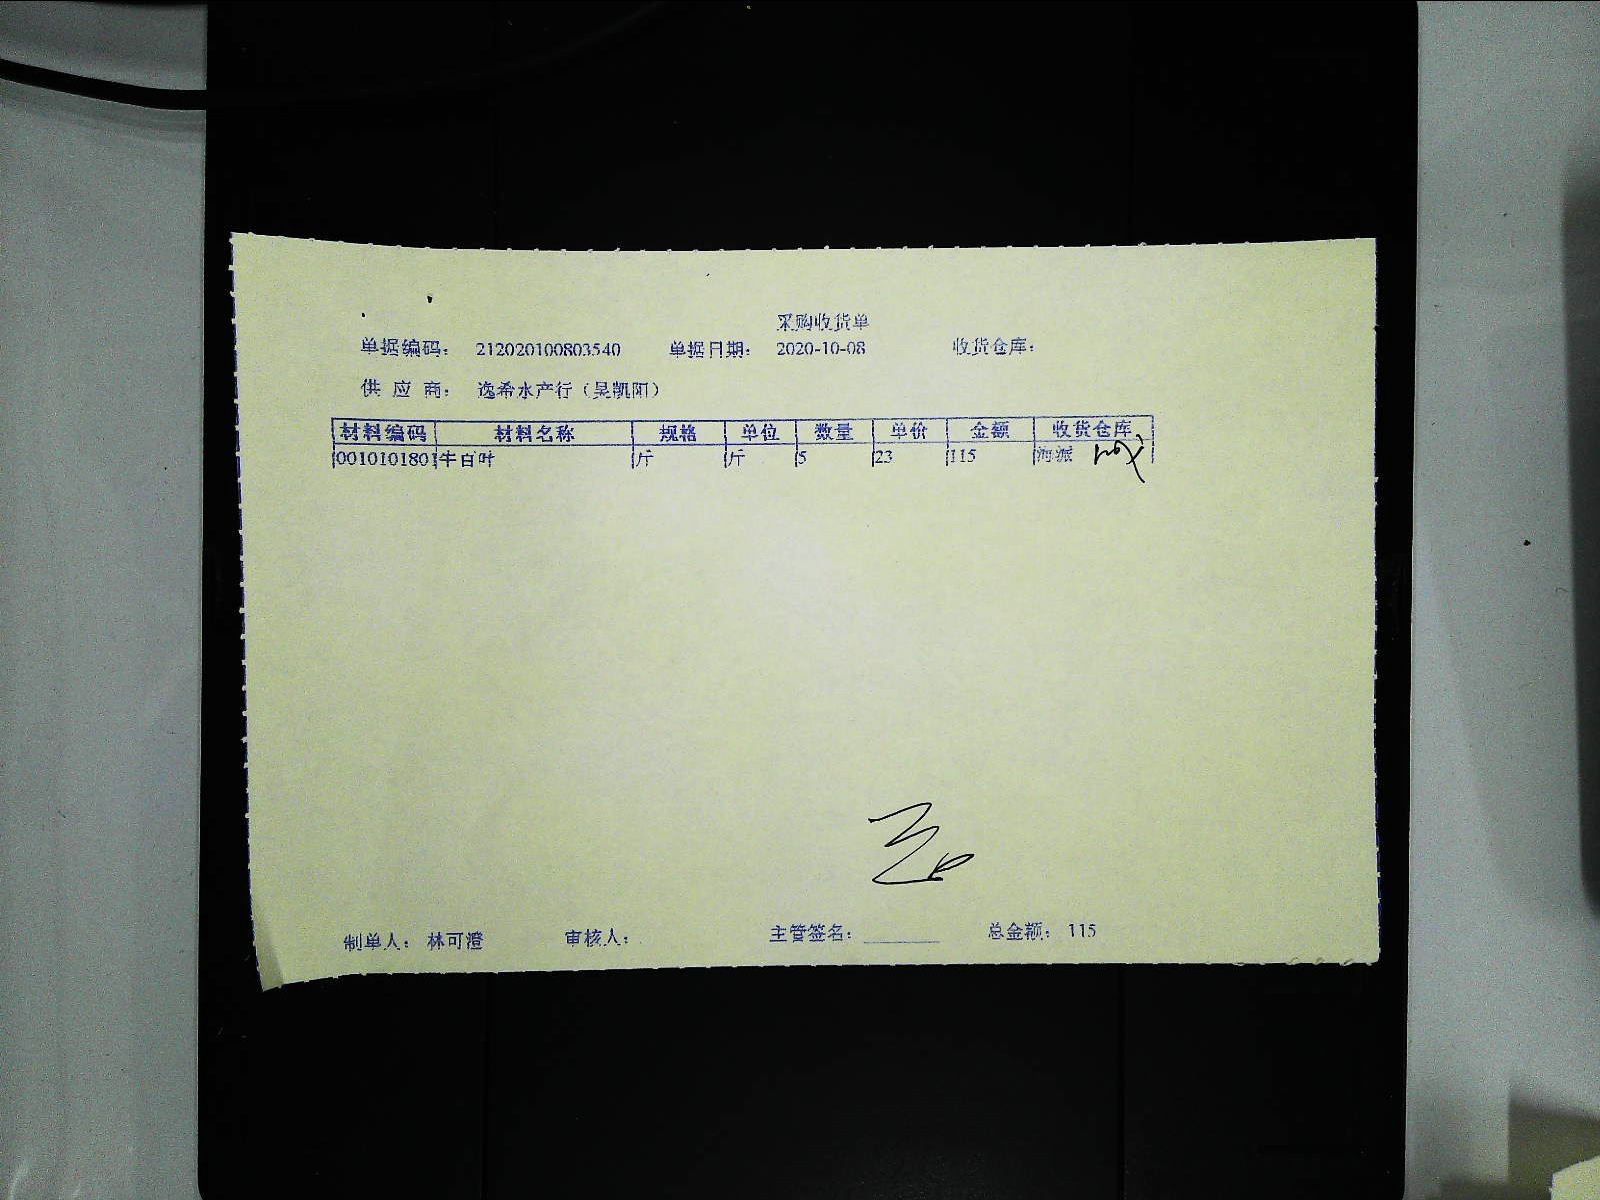 采购收货单
单据编码: 212020100803540 单据日期: 2020-10-08 收货仓库:
供 应 商: 逸希水产行（吴凯阳）
材料编码 材料名称 规格 单位 数量 单价 金额 收货仓库
0010101801 牛百叶 斤 斤 5 23 115 海派
制单人: 林可澄 审核人: 主管签名: 总金额: 115